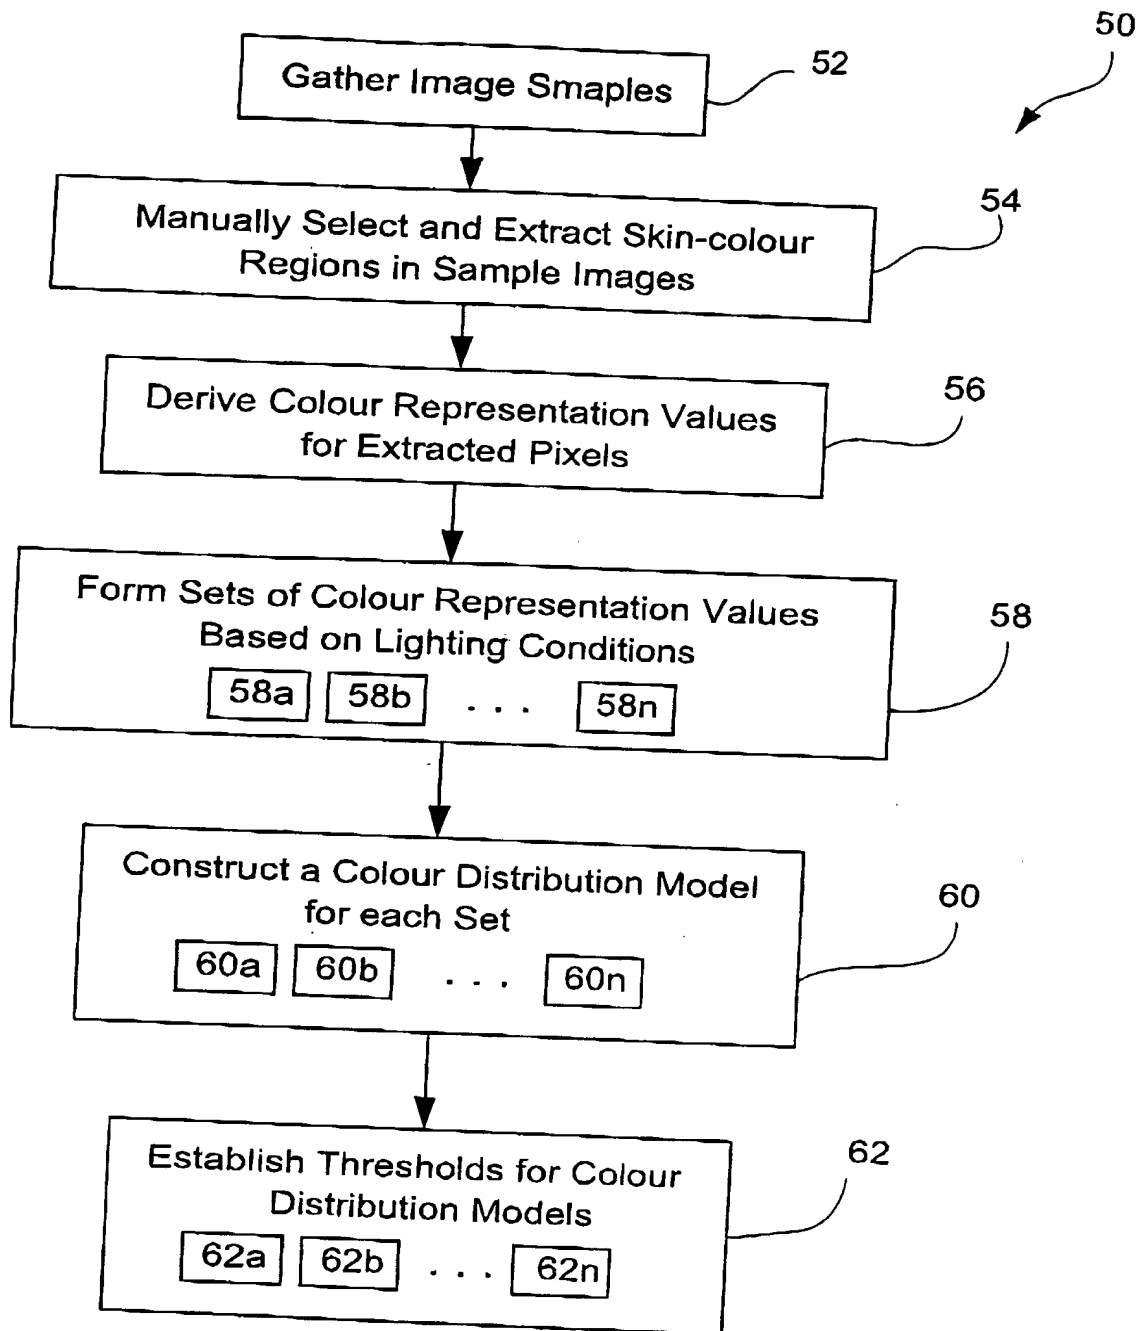 50
Gather Image Smaples
52
Manually Select and Extract Skin-colour
Regions in Sample Images
54
Derive Colour Representation Values
for Extracted Pixels
56
Form Sets of Colour Representation Values
Based on Lighting Conditions
58a 58b . . . 58n
58
Construct a Colour Distribution Model
for each Set
60a 60b . . . 60n
60
Establish Thresholds for Colour
Distribution Models
62a 62b . . . 62n
62